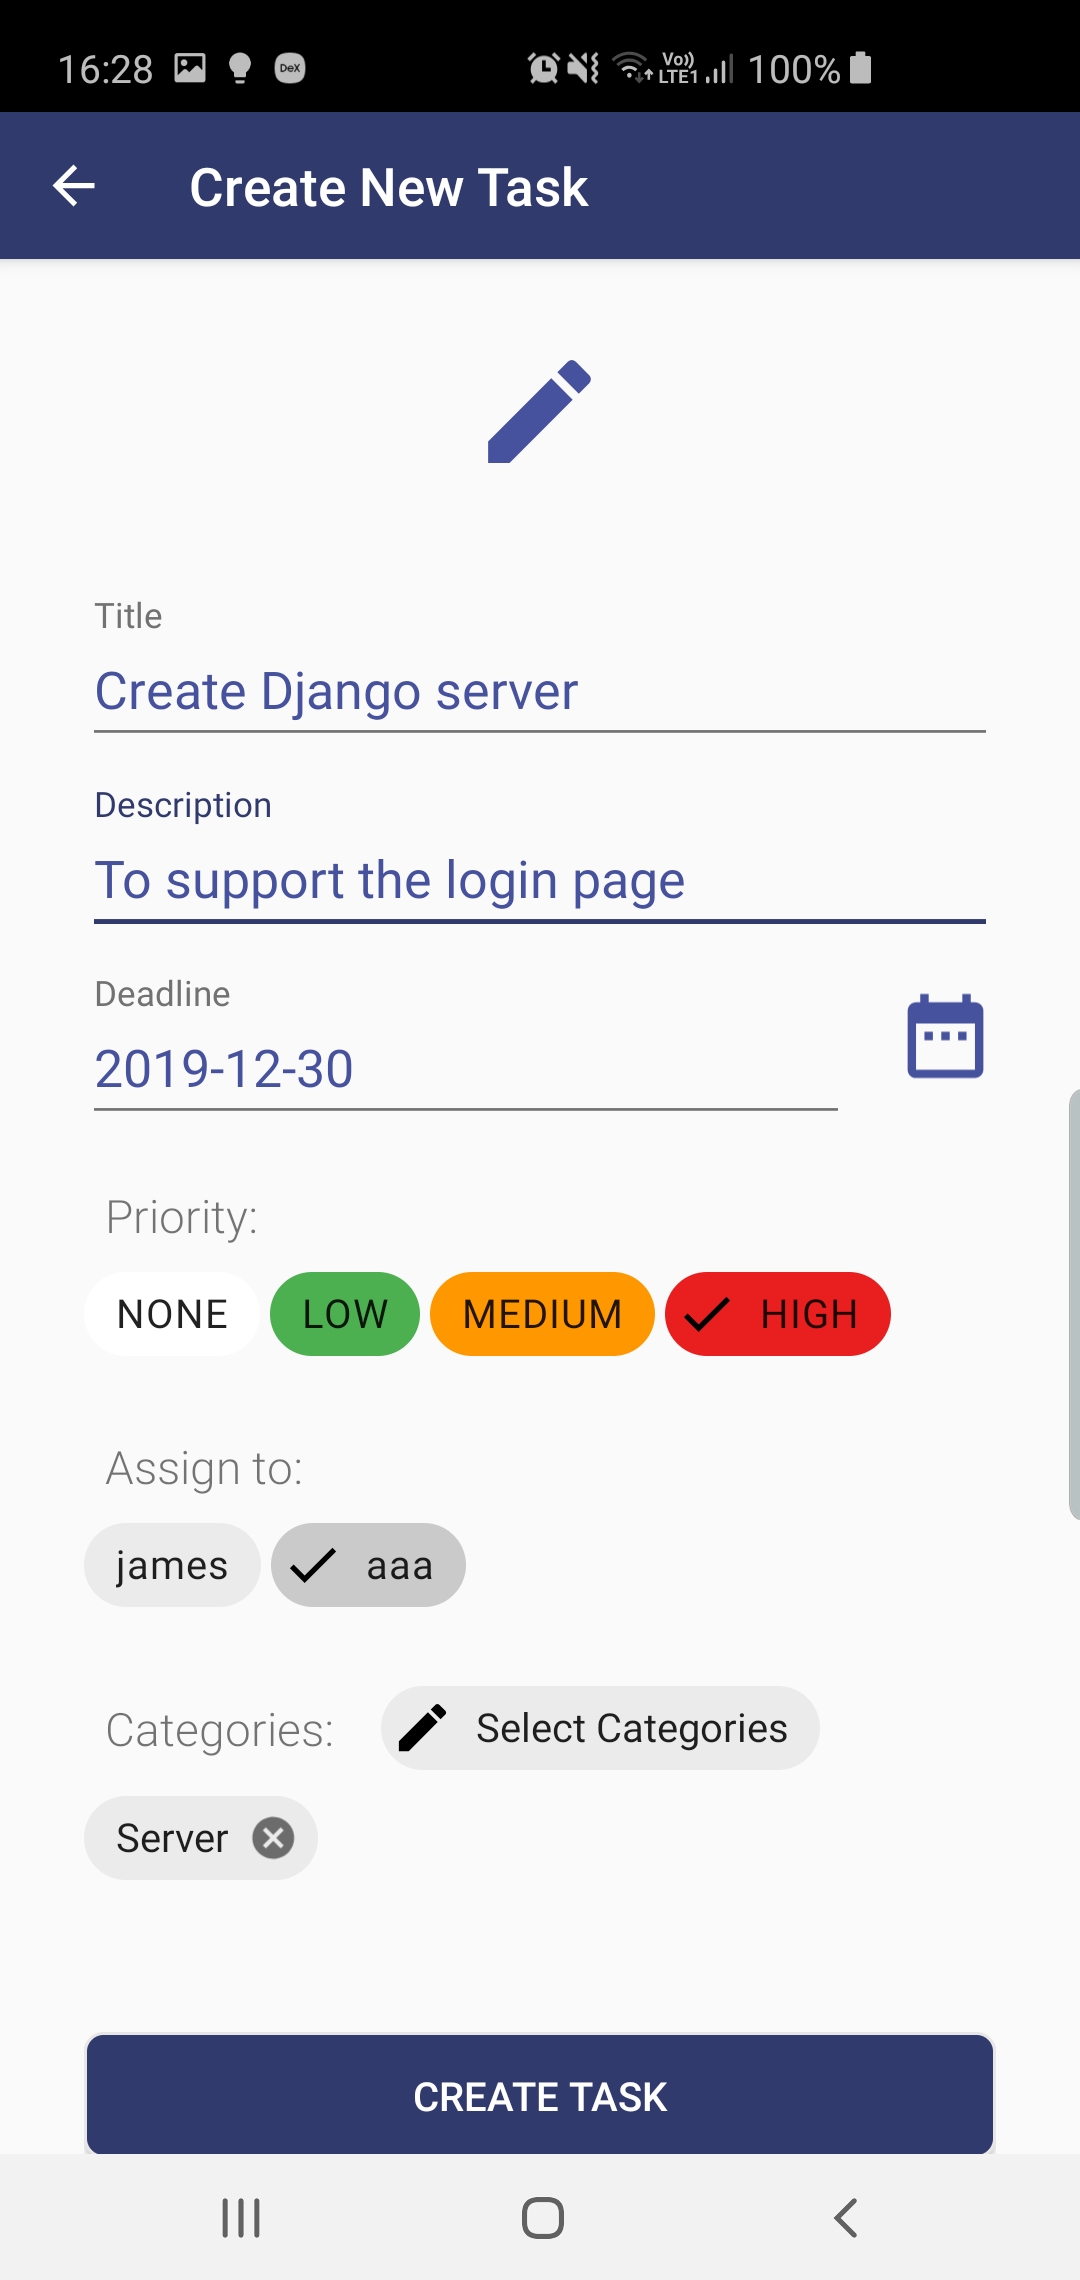 16:28 DeX Vo)) LTE1 100%
Create New Task
Title
Create Django server
Description
To support the login page
Deadline
2019-12-30
Priority:
NONE LOW MEDIUM HIGH
Assign to:
james aaa
Categories: Select Categories
Server
CREATE TASK